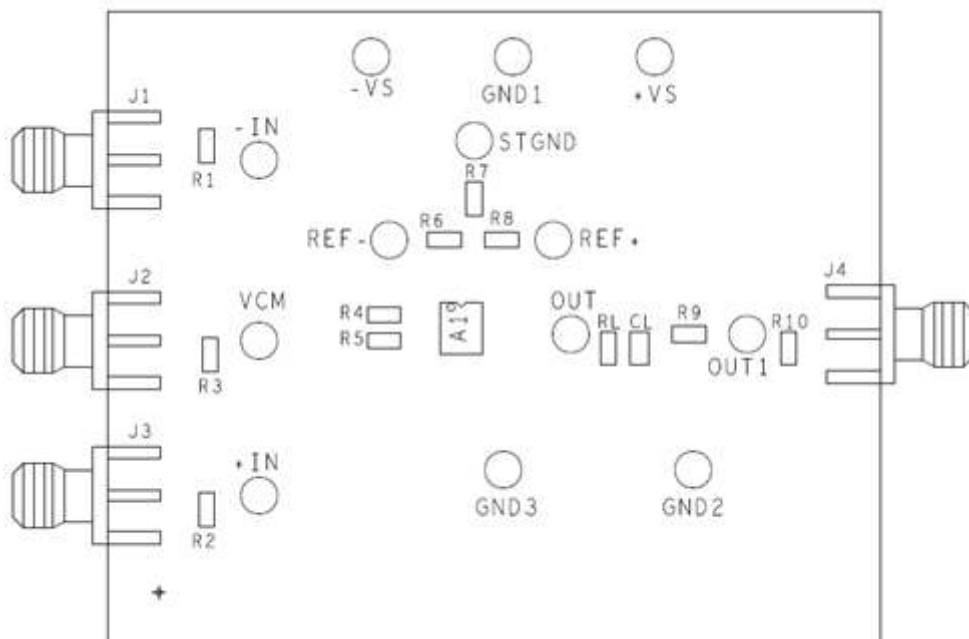 -VS
GND1
+VS
J1
-IN
STGND
R1
R7
REF-
R6
R8
REF+
J2
VCM
R4
R5
A1
OUT
RL
CL
R9
OUT1
R10
J4
R3
J3
+IN
GND3
GND2
R2